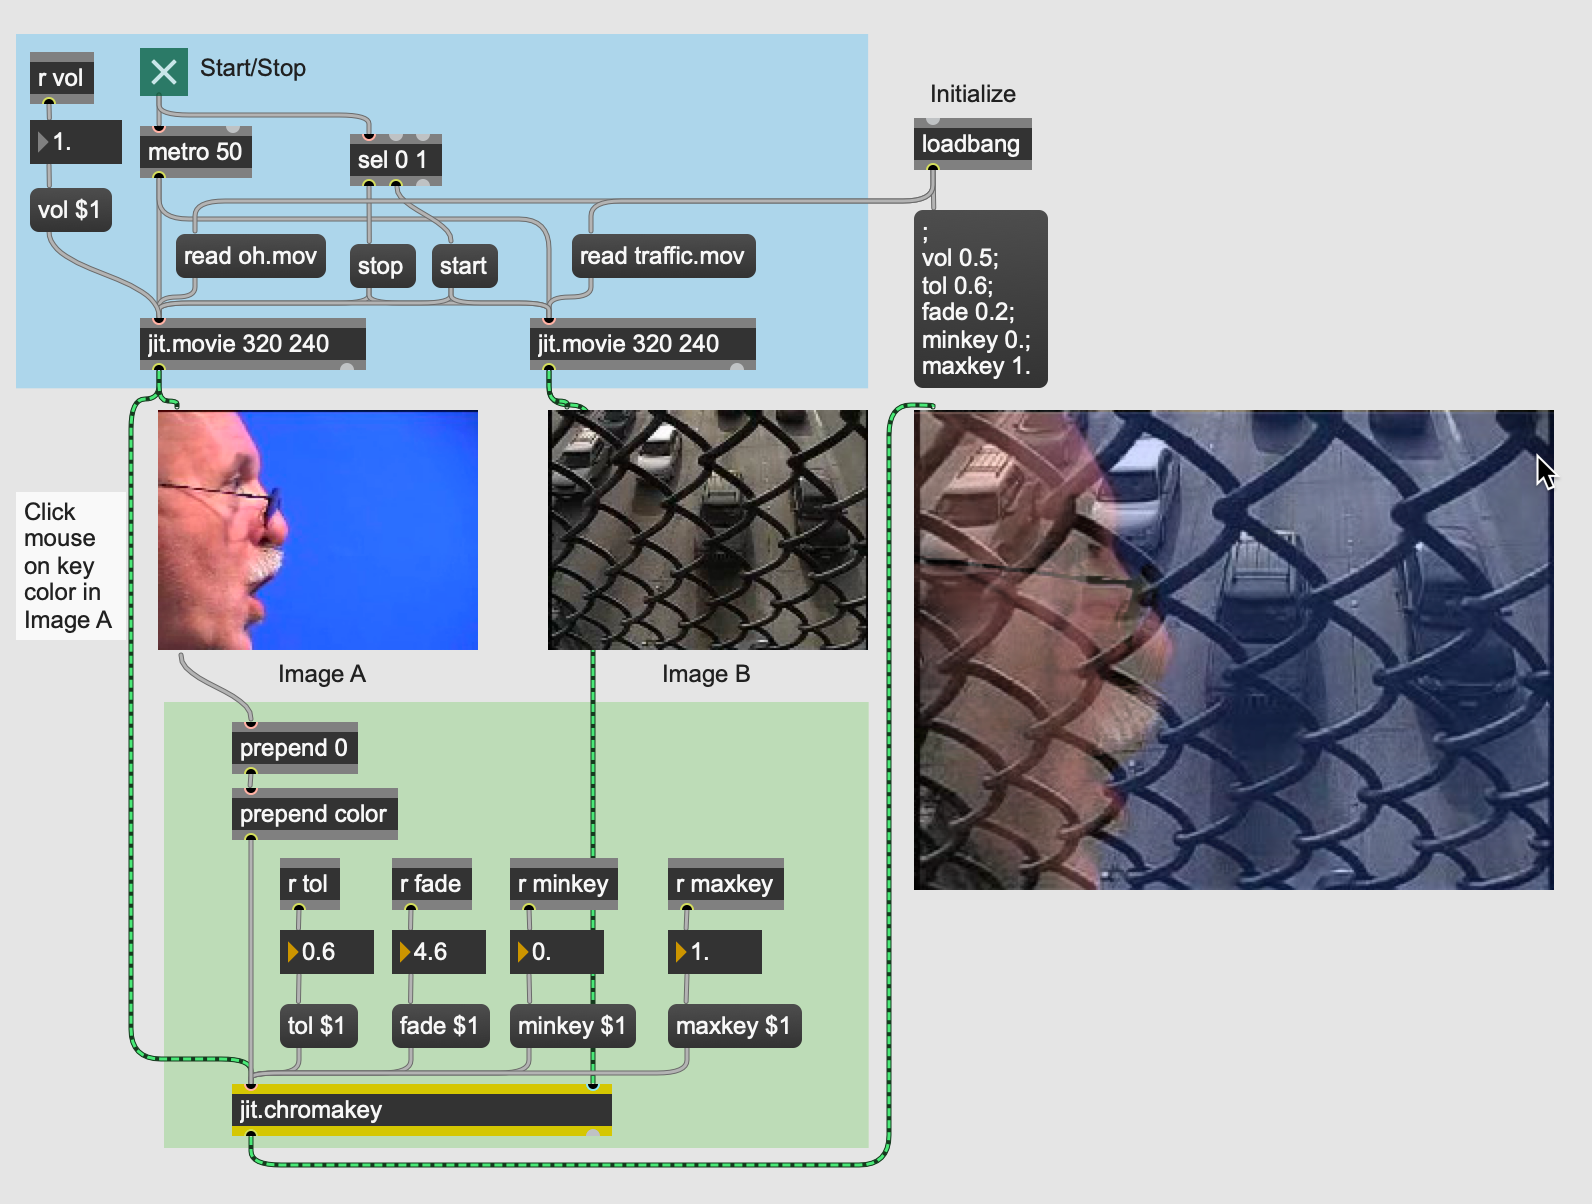 r vol
Start/Stop
1.
metro 50
sel 0 1
vol $1
read oh.mov
stop
start
read traffic.mov
jit.movie 320 240
jit.movie 320 240
Initialize
loadbang
;
vol 0.5;
tol 0.6;
fade 0.2;
minkey 0.;
maxkey 1.
Click
mouse
on key
color in
Image A
Image A
Image B
prepend 0
prepend color
r tol
r fade
r minkey
r maxkey
0.6
4.6
0.
1.
tol $1
fade $1
minkey $1
maxkey $1
jit.chromakey